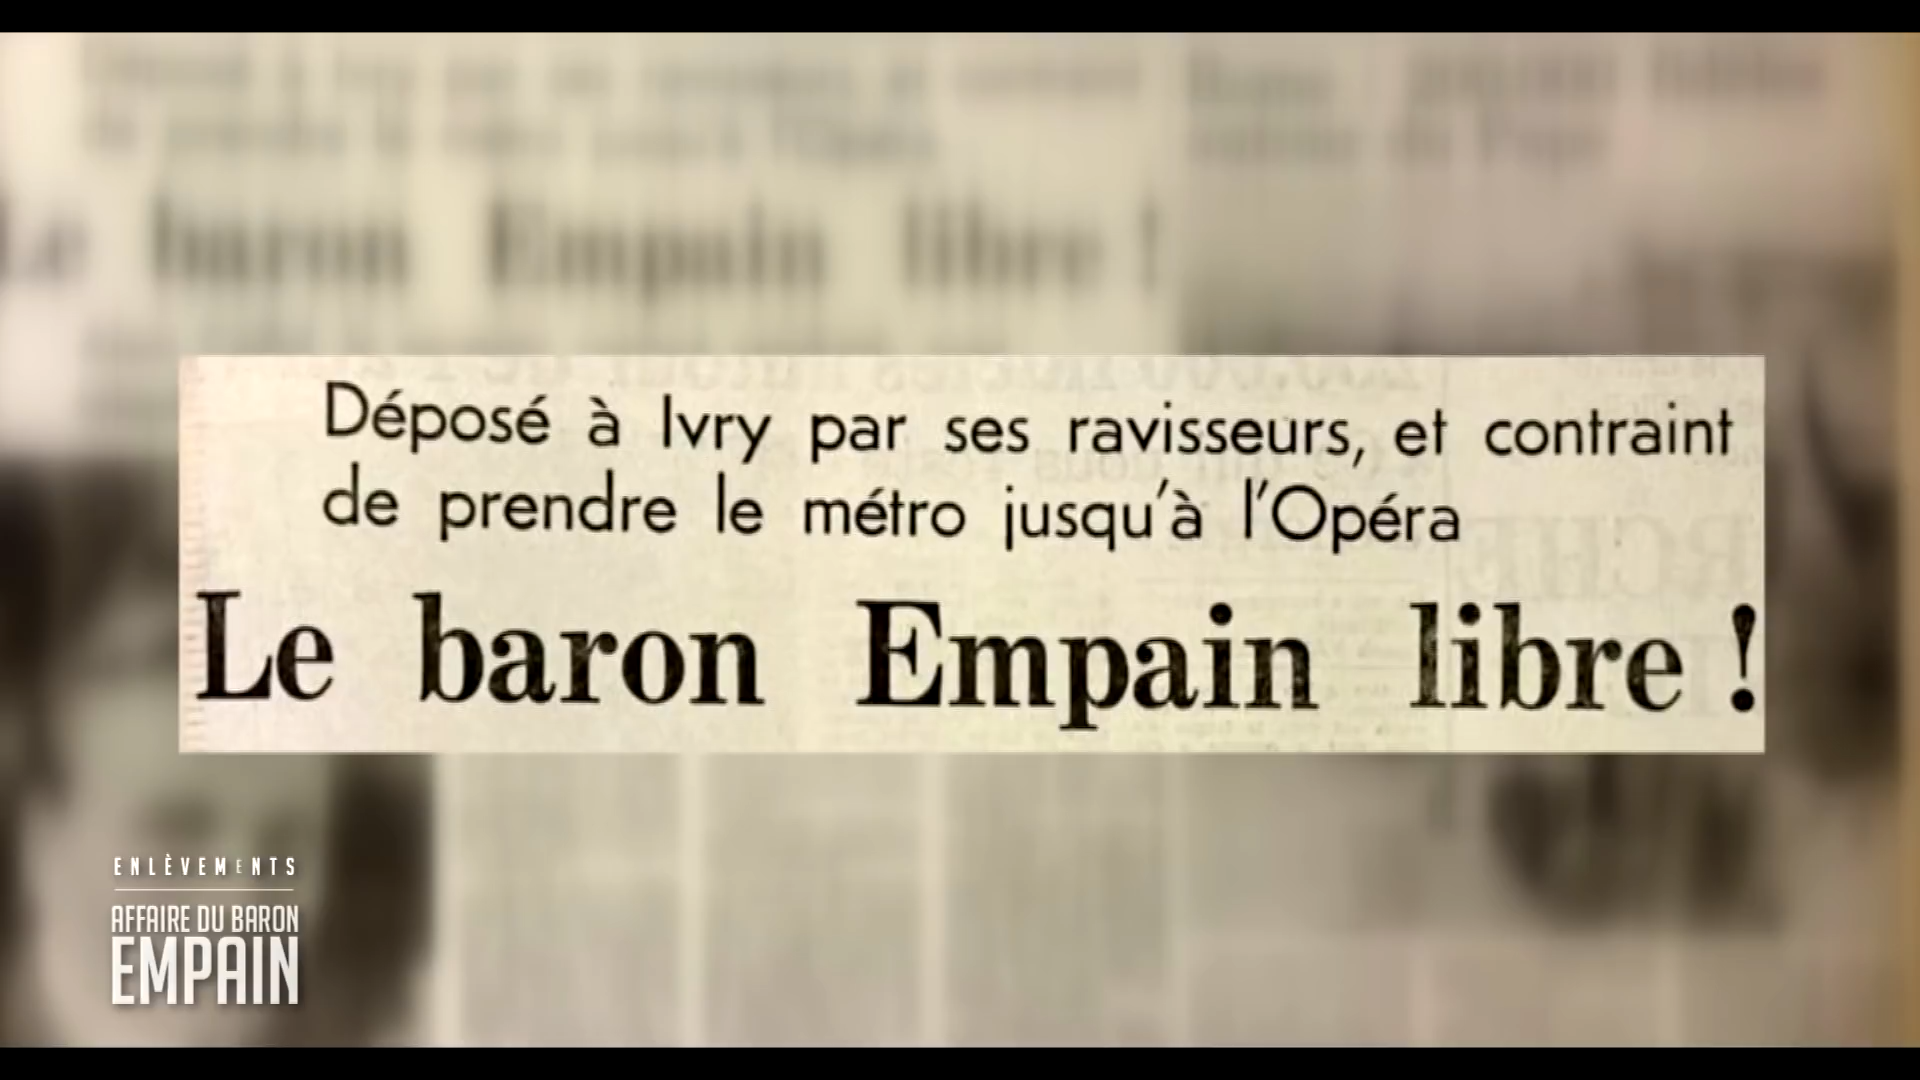 Déposé à Ivry par ses ravisseurs, et contraint
de prendre le métro jusqu'à l'Opéra
Le baron Empain libre !
ENLÈVEMENTS
AFFAIRE DU BARON
EMPAIN